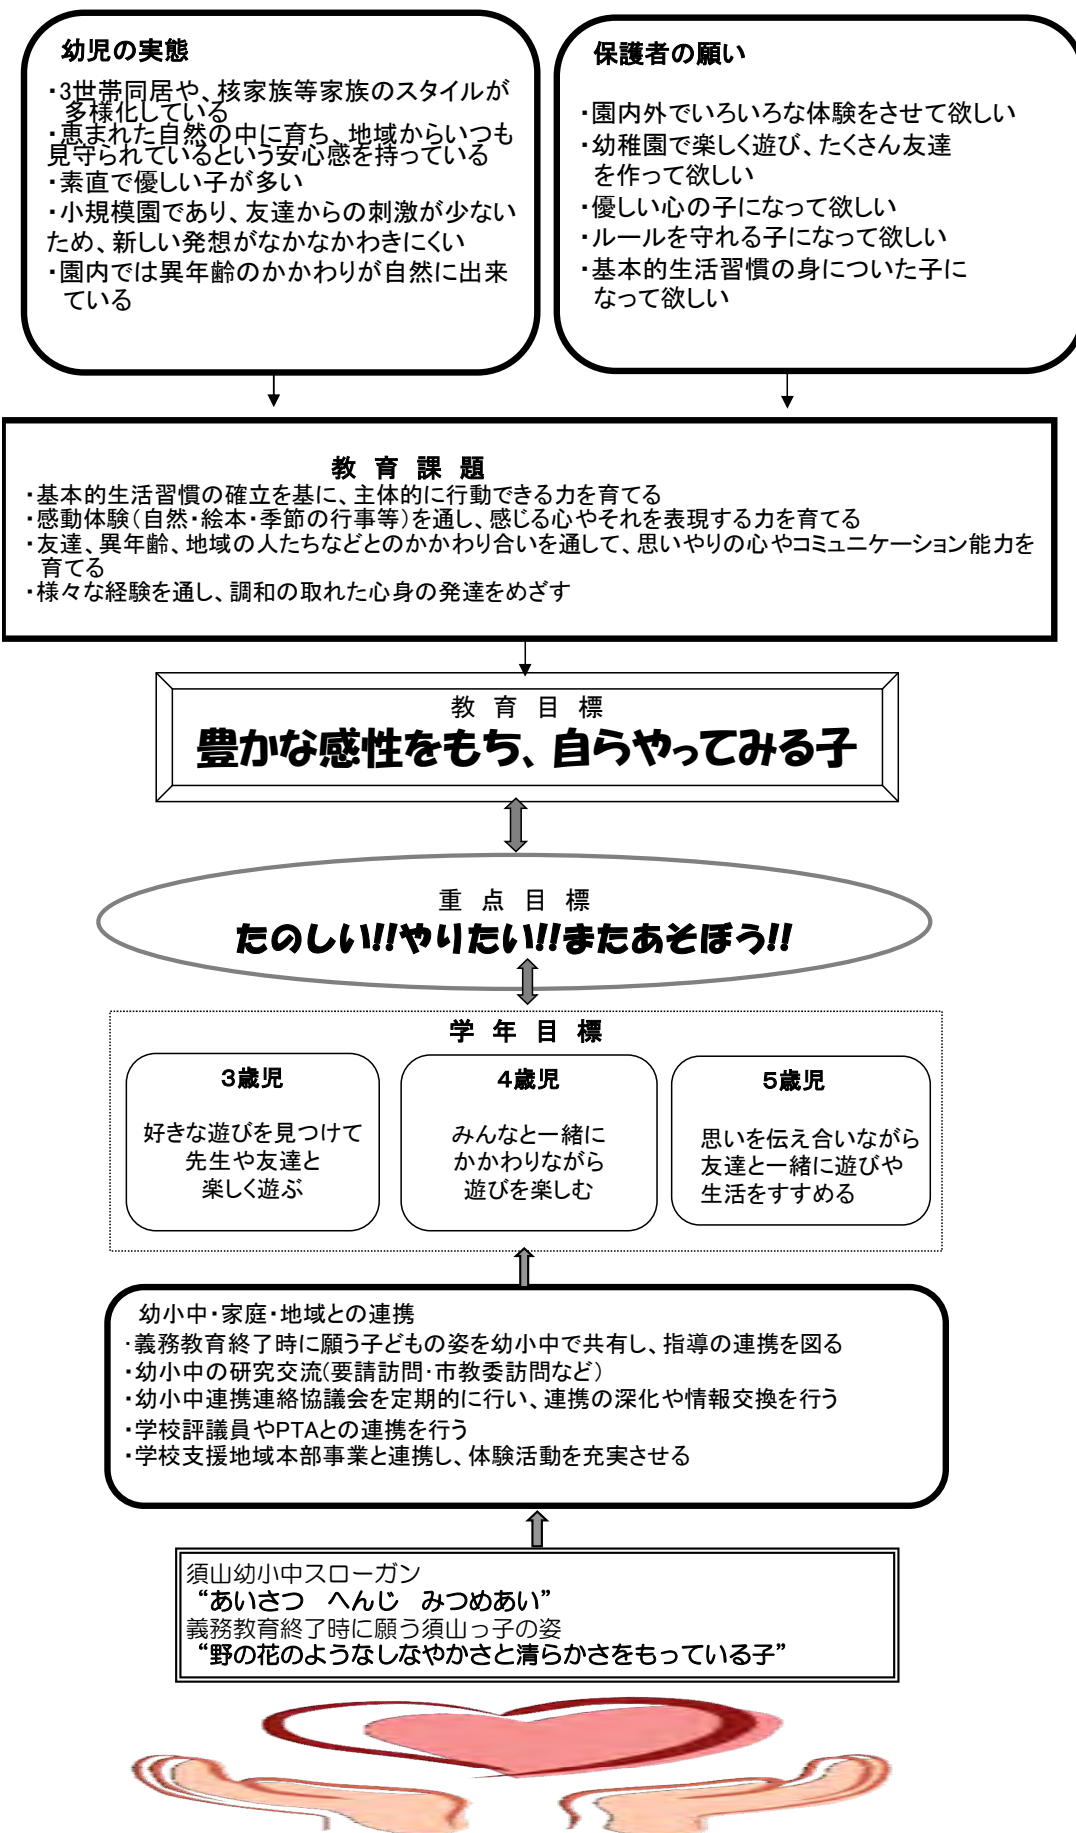 幼児の実態
・3世帯同居や、核家族等家族のスタイルが
多様化している
・恵まれた自然の中に育ち、地域からいつも
見守られているという安心感を持っている
・素直で優しい子が多い
・小規模園であり、友達からの刺激が少ない
ため、新しい発想がなかなかわきにくい
・園内では異年齢のかかわりが自然に出来
ている
保護者の願い
・園内外でいろいろな体験をさせて欲しい
・幼稚園で楽しく遊び、たくさん友達
を作って欲しい
・優しい心の子になって欲しい
・ルールを守れる子になって欲しい
・基本的生活習慣の身についた子に
なって欲しい
教 育 課 題
・基本的生活習慣の確立を基に、主体的に行動できる力を育てる
・感動体験(自然・絵本・季節の行事等)を通し、感じる心やそれを表現する力を育てる
・友達、異年齢、地域の人たちなどとのかかわり合いを通して、思いやりの心やコミュニケーション能力を
育てる
・様々な経験を通し、調和の取れた心身の発達をめざす
教 育 目 標
豊かな感性をもち、自らやってみる子
重 点 目 標
たのしい!!やりたい!!またあそぼう!!
学 年 目 標
3歳児
好きな遊びを見つけて
先生や友達と
楽しく遊ぶ
4歳児
みんなと一緒に
かかわりながら
遊びを楽しむ
5歳児
思いを伝え合いながら
友達と一緒に遊びや
生活をすすめる
幼小中・家庭・地域との連携
・義務教育終了時に願う子どもの姿を幼小中で共有し、指導の連携を図る
・幼小中の研究交流(要請訪問・市教委訪問など)
・幼小中連携連絡協議会を定期的に行い、連携の深化や情報交換を行う
・学校評議員やPTAとの連携を行う
・学校支援地域本部事業と連携し、体験活動を充実させる
須山幼小中スローガン
“あいさつ　へんじ　みつめあい”
義務教育終了時に願う須山っ子の姿
“野の花のようなしなやかさと清らかさをもっている子”